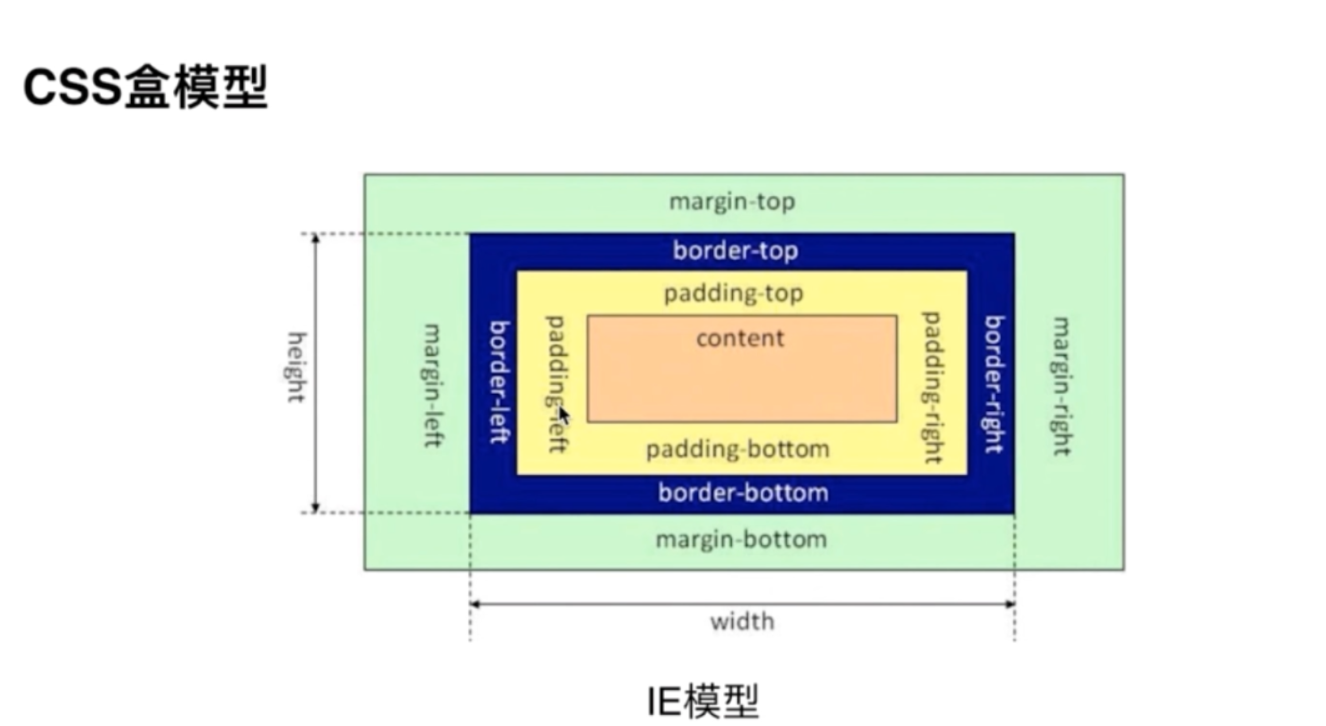 CSS盒模型
margin-top
border-top
padding-top
content
height
margin-left
border-left
padding-left
padding-right
border-right
margin-right
padding-bottom
border-bottom
margin-bottom
width
IE模型